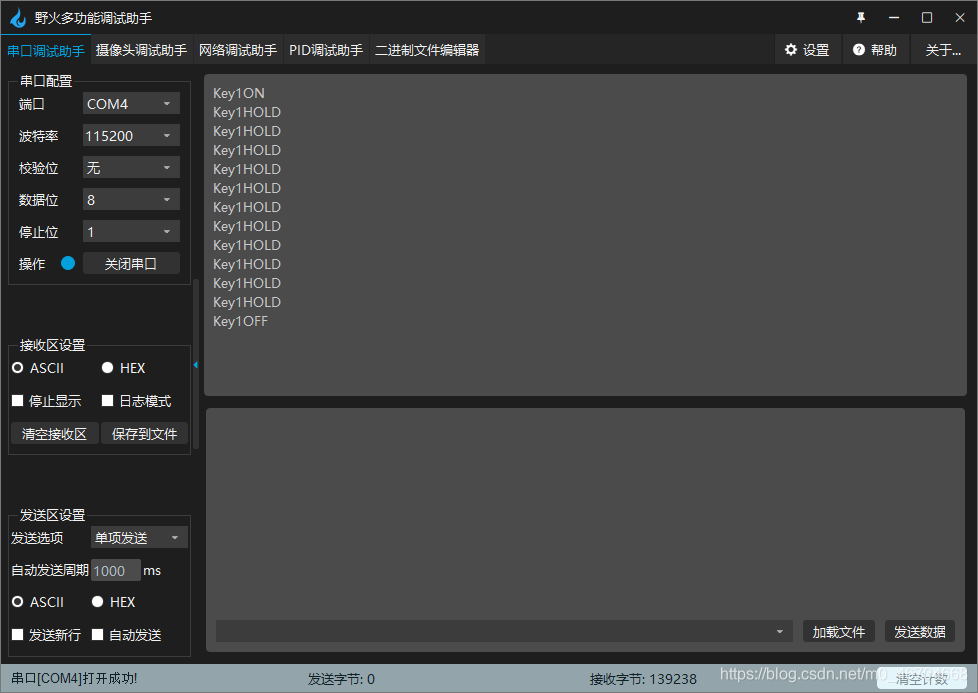 野火多功能调试助手
串口调试助手 摄像头调试助手 网络调试助手 PID调试助手 二进制文件编辑器 设置 帮助 关于...
串口配置
端口 COM4
波特率 115200
校验位 无
数据位 8
停止位 1
操作 关闭串口
接收区设置
ASCII HEX
停止显示 日志模式
清空接收区 保存到文件
发送区设置
发送选项 单项发送
自动发送周期 1000 ms
ASCII HEX
发送新行 自动发送
Key1ON
Key1HOLD
Key1HOLD
Key1HOLD
Key1HOLD
Key1HOLD
Key1HOLD
Key1HOLD
Key1HOLD
Key1HOLD
Key1HOLD
Key1HOLD
Key1OFF
加载文件 发送数据
串口[COM4]打开成功! 发送字节: 0 接收字节: 139238 清空计数